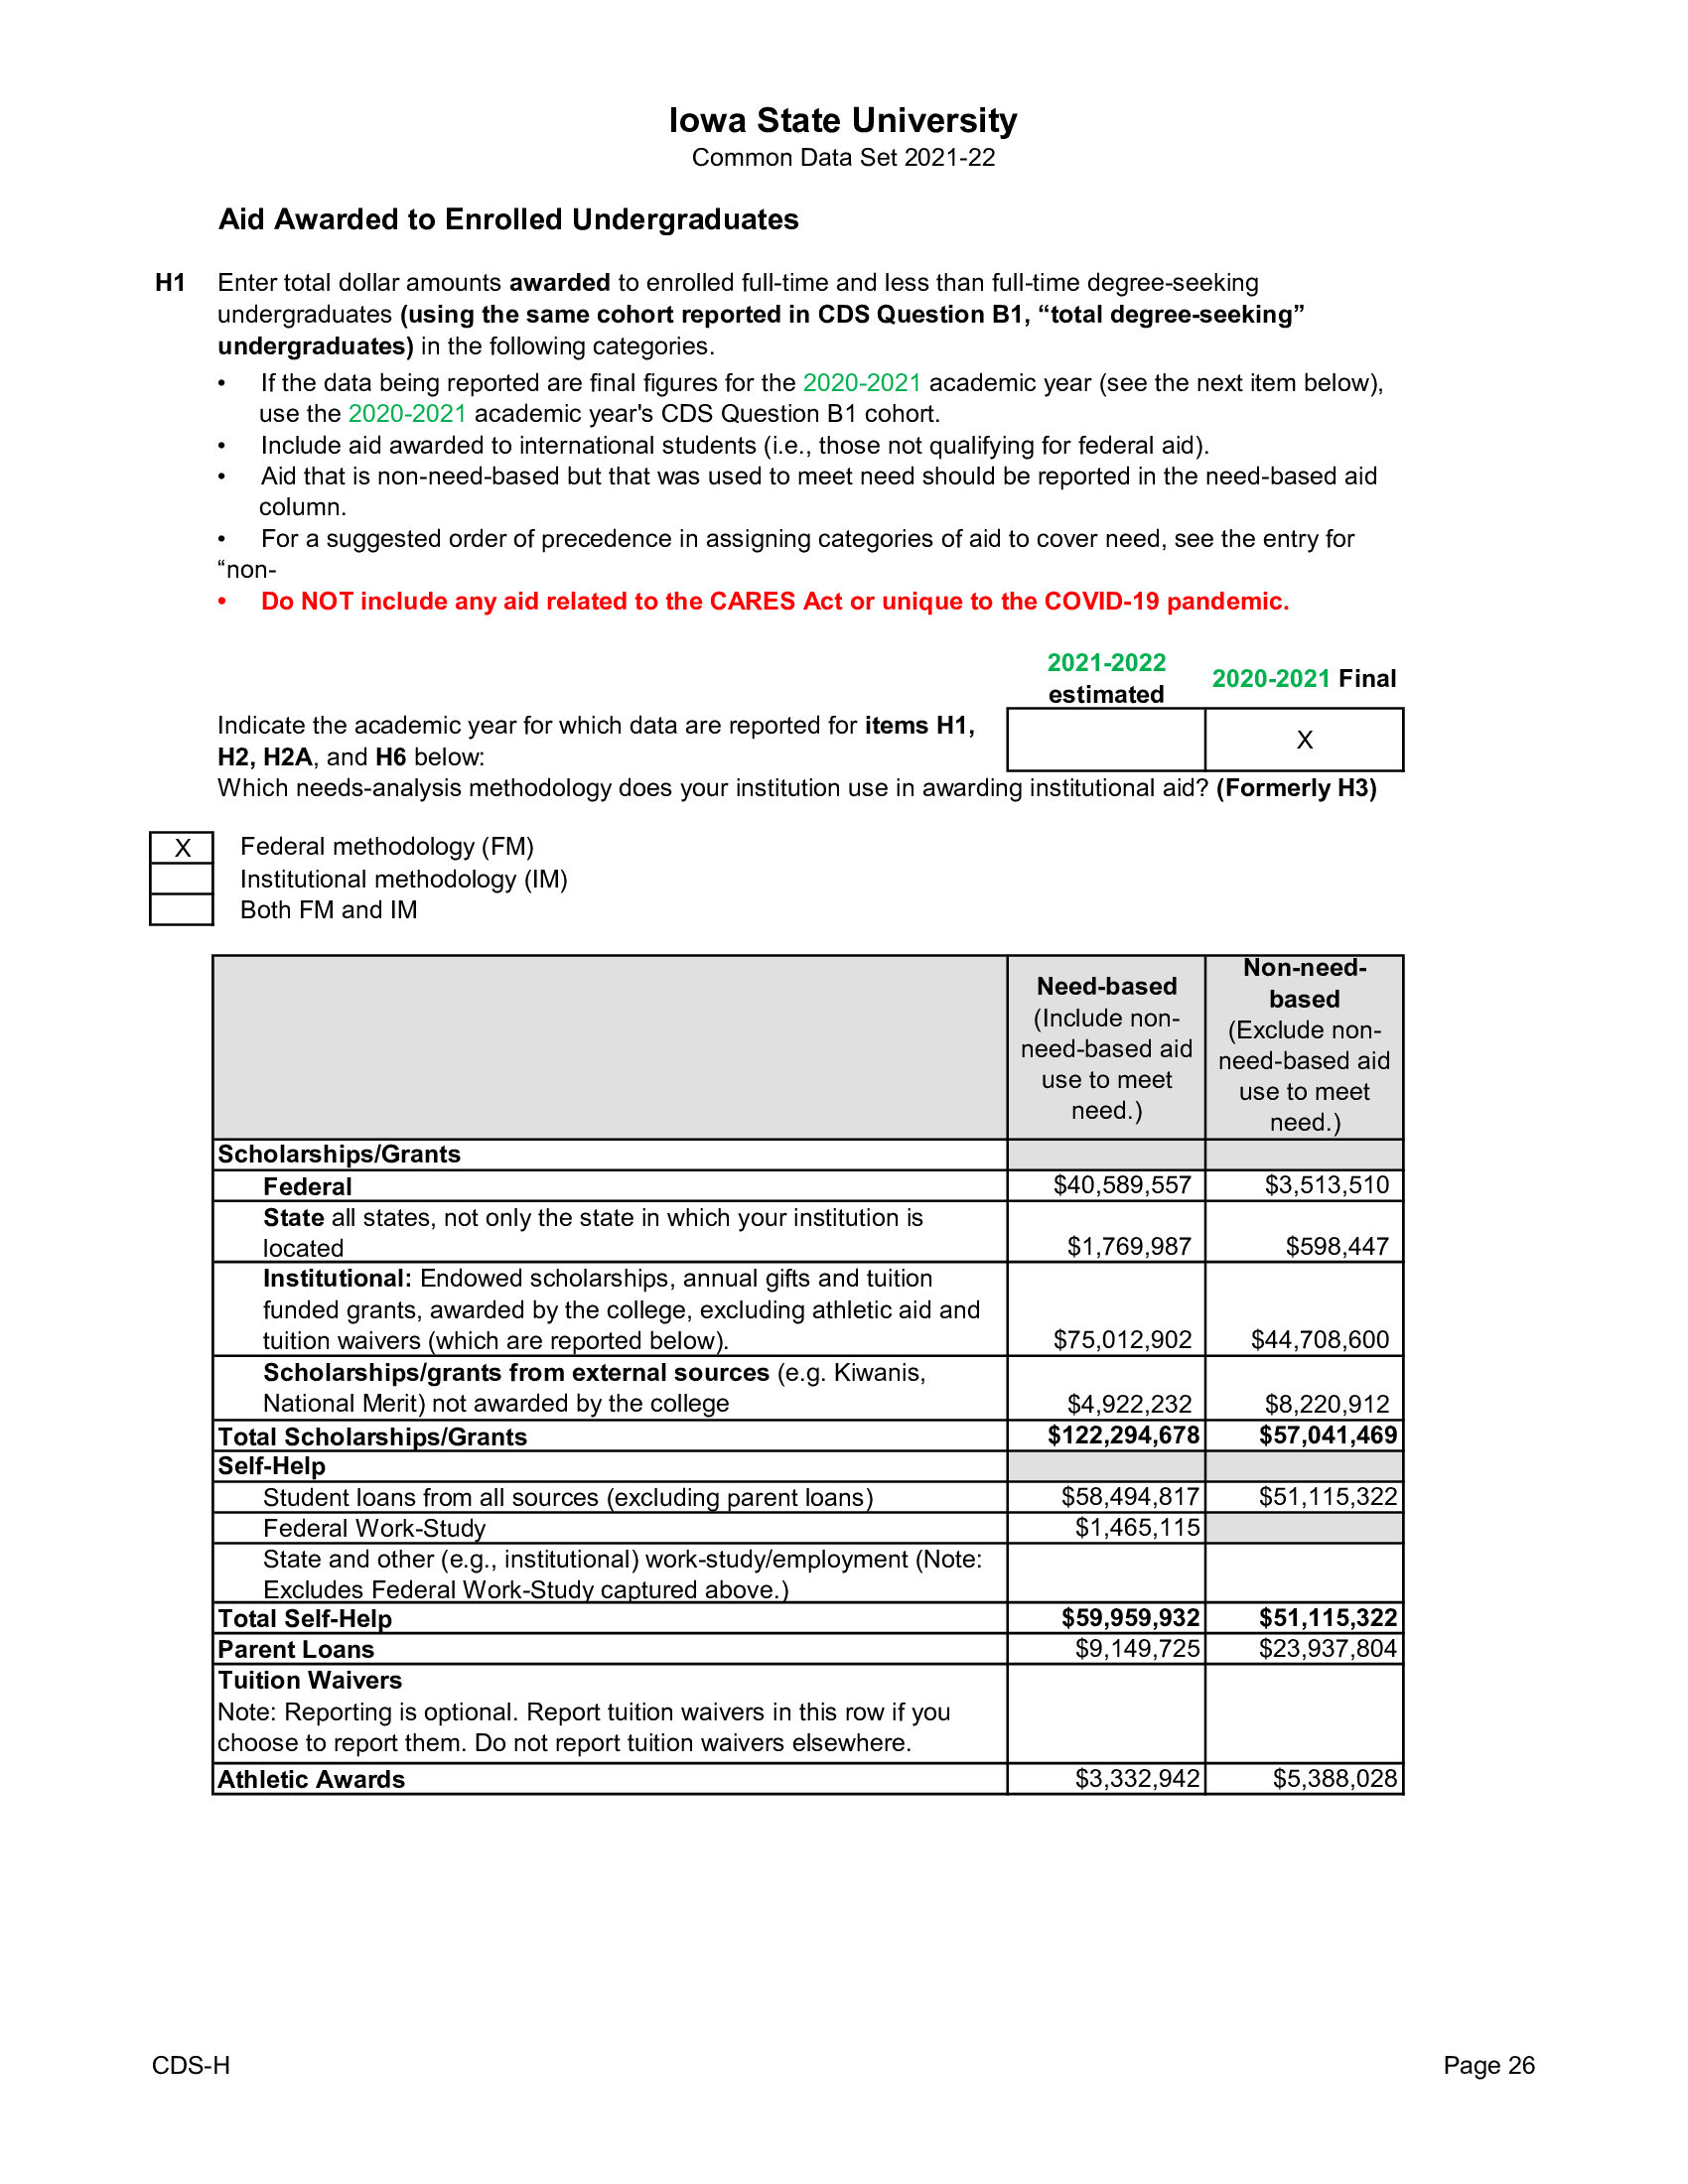 Iowa State University
Common Data Set 2021-22
Aid Awarded to Enrolled Undergraduates
H1 Enter total dollar amounts awarded to enrolled full-time and less than full-time degree-seeking
undergraduates (using the same cohort reported in CDS Question B1, “total degree-seeking”
undergraduates) in the following categories.
• If the data being reported are final figures for the 2020-2021 academic year (see the next item below),
use the 2020-2021 academic year's CDS Question B1 cohort.
• Include aid awarded to international students (i.e., those not qualifying for federal aid).
• Aid that is non-need-based but that was used to meet need should be reported in the need-based aid
column.
• For a suggested order of precedence in assigning categories of aid to cover need, see the entry for
“non-
• Do NOT include any aid related to the CARES Act or unique to the COVID-19 pandemic.
2021-2022
estimated
2020-2021 Final
Indicate the academic year for which data are reported for items H1,
H2, H2A, and H6 below:
X
Which needs-analysis methodology does your institution use in awarding institutional aid? (Formerly H3)
X Federal methodology (FM)
Institutional methodology (IM)
Both FM and IM
Need-based
(Include non-
need-based aid
use to meet
need.)
Non-need-
based
(Exclude non-
need-based aid
use to meet
need.)
Scholarships/Grants
Federal $40,589,557 $3,513,510
State all states, not only the state in which your institution is
located $1,769,987 $598,447
Institutional: Endowed scholarships, annual gifts and tuition
funded grants, awarded by the college, excluding athletic aid and
tuition waivers (which are reported below). $75,012,902 $44,708,600
Scholarships/grants from external sources (e.g. Kiwanis,
National Merit) not awarded by the college $4,922,232 $8,220,912
Total Scholarships/Grants $122,294,678 $57,041,469
Self-Help
Student loans from all sources (excluding parent loans) $58,494,817 $51,115,322
Federal Work-Study $1,465,115
State and other (e.g., institutional) work-study/employment (Note:
Excludes Federal Work-Study captured above.)
Total Self-Help $59,959,932 $51,115,322
Parent Loans $9,149,725 $23,937,804
Tuition Waivers
Note: Reporting is optional. Report tuition waivers in this row if you
choose to report them. Do not report tuition waivers elsewhere.
Athletic Awards $3,332,942 $5,388,028
CDS-H Page 26